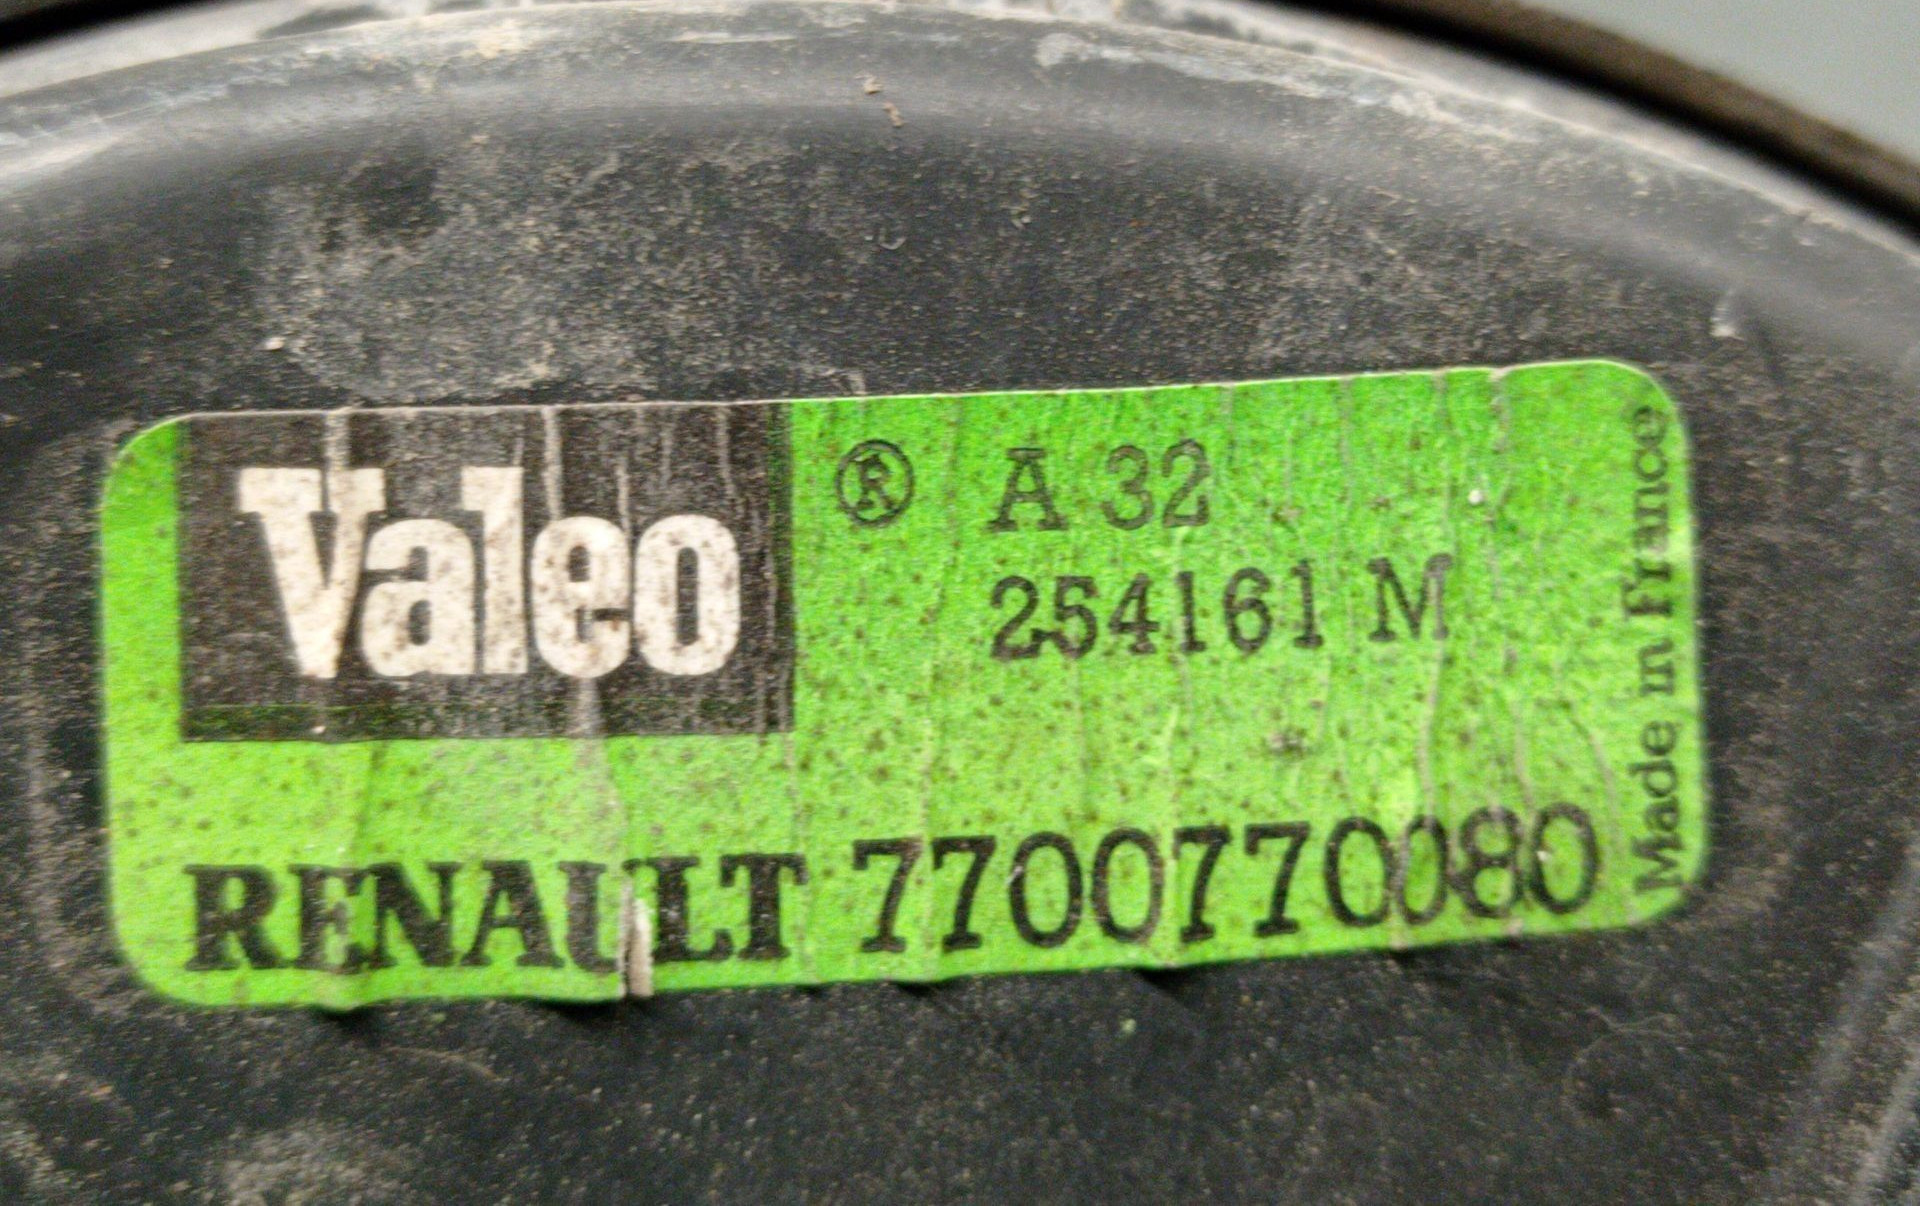 Valeo ® A 32
254161 M
RENAULT 7700770080
Made in France